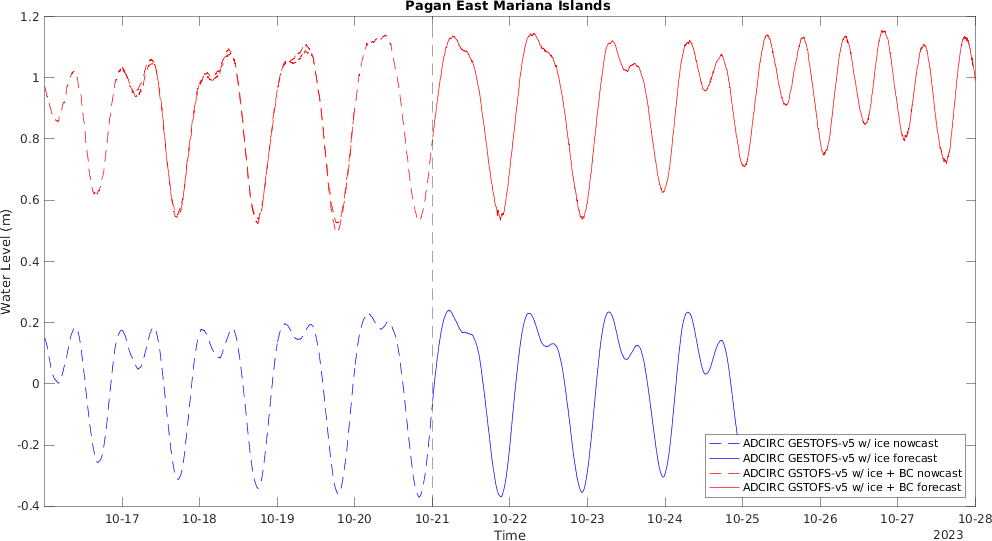 Pagan East Mariana Islands
Water Level (m)
1.2
1
0.8
0.6
0.4
0.2
0
-0.2
-0.4
ADCIRC GESTOFS-v5 w/ ice nowcast
ADCIRC GESTOFS-v5 w/ ice forecast
ADCIRC GSTOFS-v5 w/ ice + BC nowcast
ADCIRC GSTOFS-v5 w/ ice + BC forecast
10-17 10-18 10-19 10-20 10-21 10-22 10-23 10-24 10-25 10-26 10-27 10-28
Time
2023